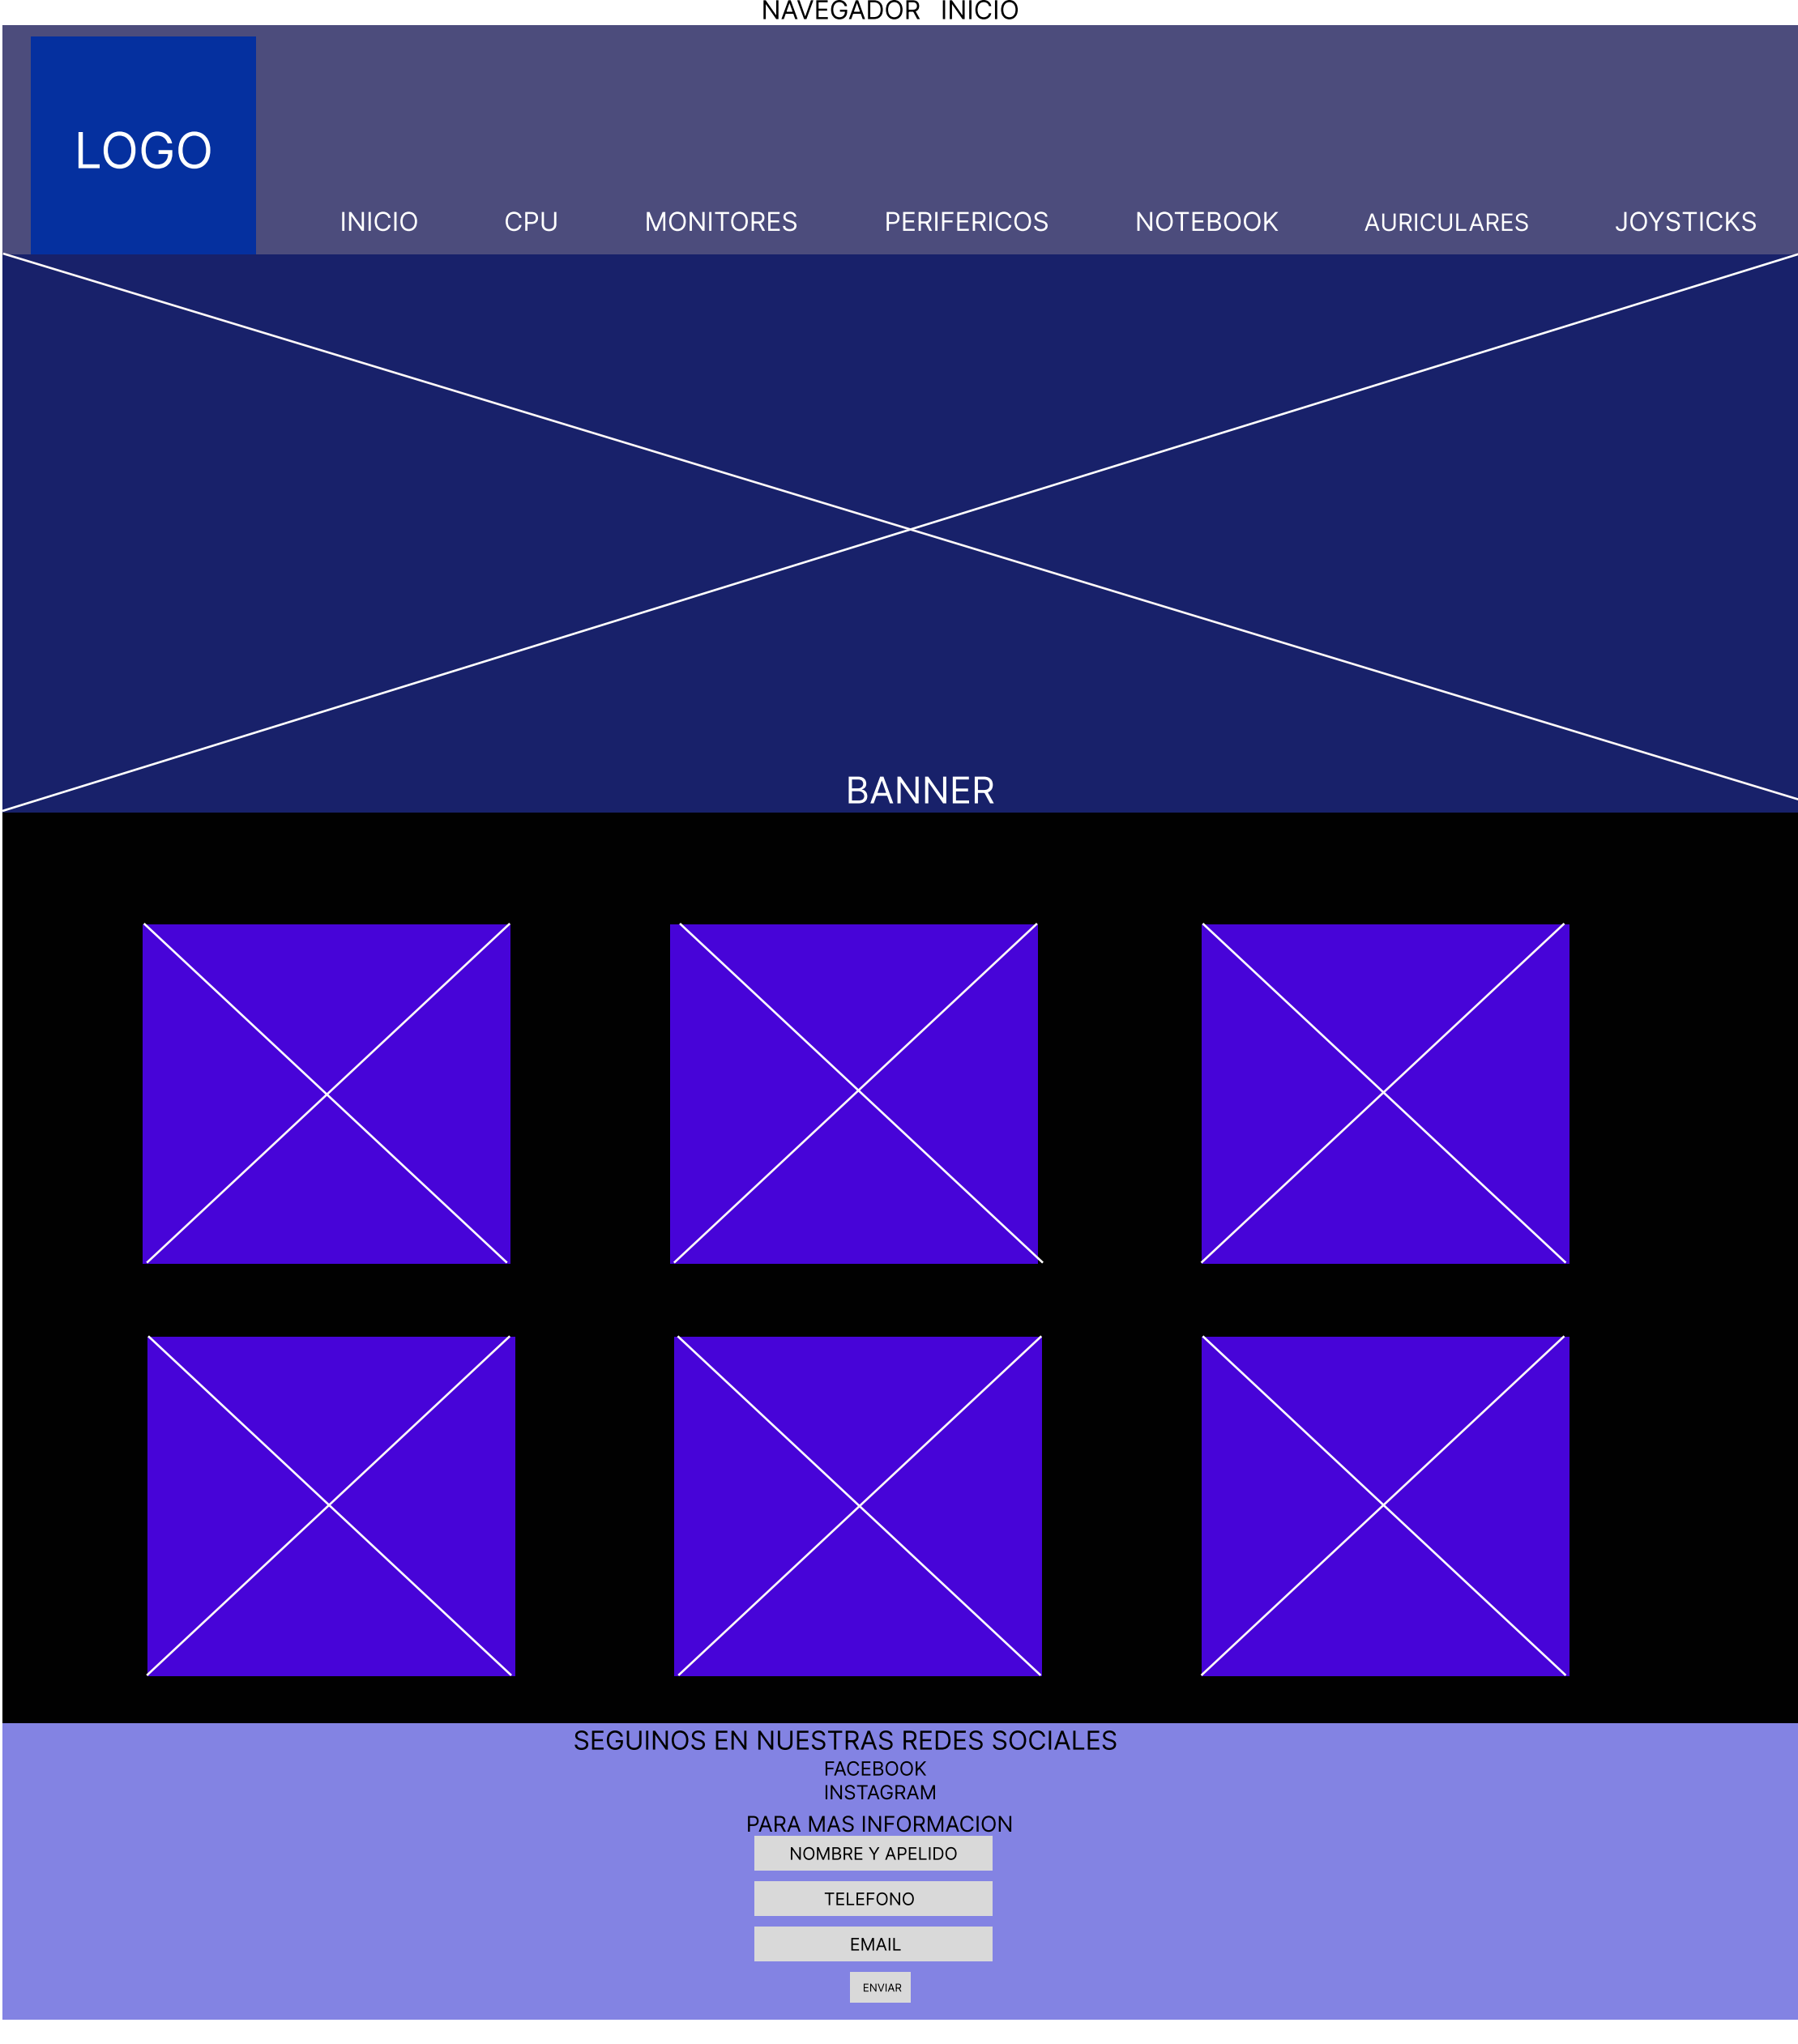 NAVEGADOR INICIO
LOGO
INICIO CPU MONITORES PERIFERICOS NOTEBOOK AURICULARES JOYSTICKS
BANNER
SEGUINOS EN NUESTRAS REDES SOCIALES
FACEBOOK
INSTAGRAM
PARA MAS INFORMACION
NOMBRE Y APELIDO
TELEFONO
EMAIL
ENVIAR